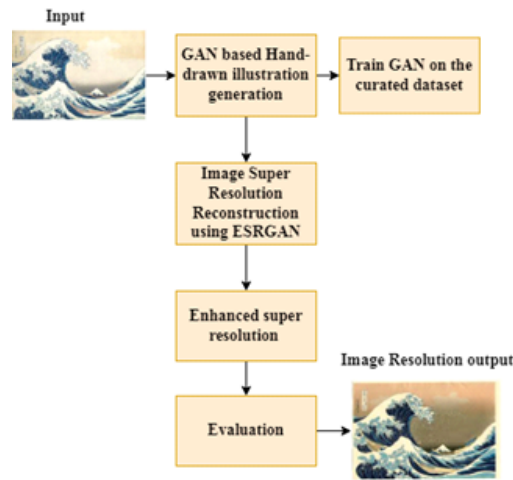 Input
GAN based Hand-
drawn illustration
generation
Train GAN on the
curated dataset
Image Super
Resolution
Reconstruction
using ESRGAN
Enhanced super
resolution
Image Resolution output
Evaluation